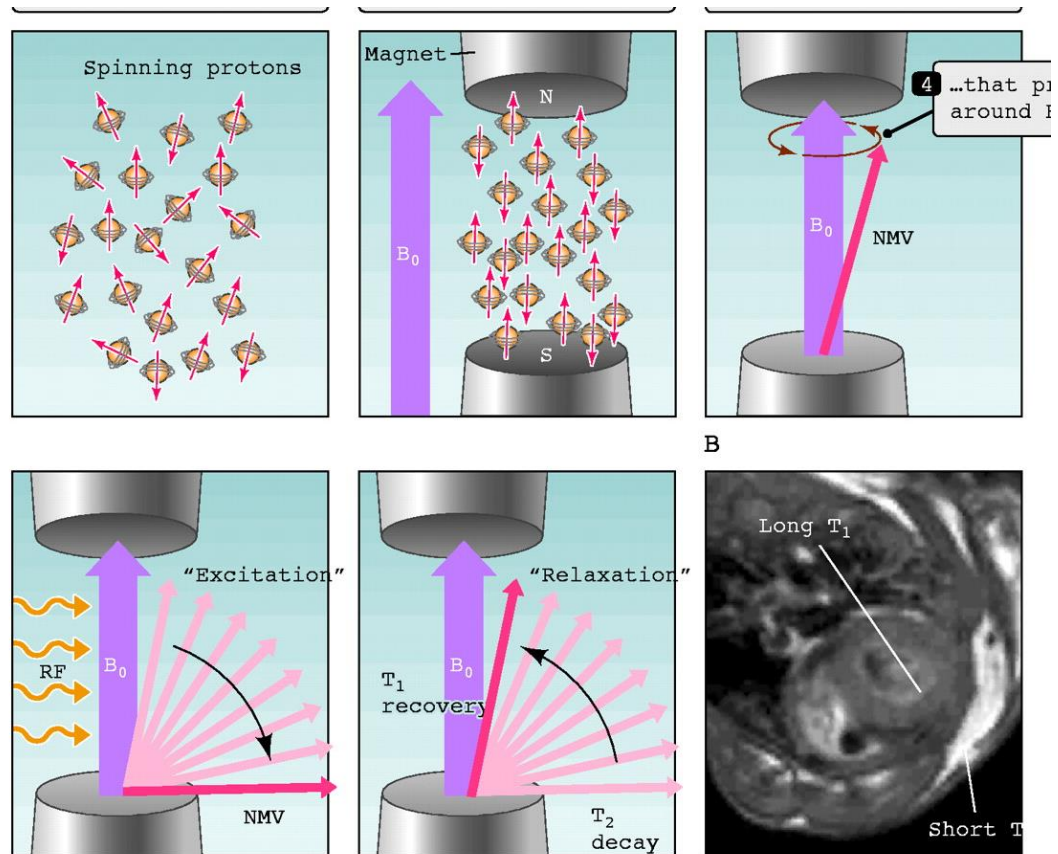 Spinning protons
Magnet
N
B0
S
4 …that pr
around
B0
NMV
B
"Excitation"
RF
B0
NMV
"Relaxation"
B0
T1
recovery
T2
decay
Long T1
Short T